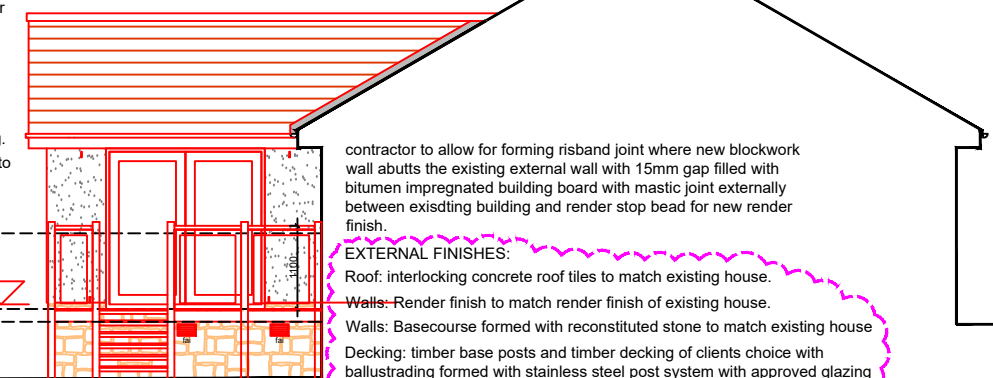 r
.
to
contractor to allow for forming risband joint where new blockwork
wall abutts the existing external wall with 15mm gap filled with
bitumen impregnated building board with mastic joint externally
between exisdting building and render stop bead for new render
finish.
1100
EXTERNAL FINISHES:
Roof: interlocking concrete roof tiles to match existing house.
Walls: Render finish to match render finish of existing house.
Walls: Basecourse formed with reconstituted stone to match existing house
Decking: timber base posts and timber decking of clients choice with
ballustrading formed with stainless steel post system with approved glazing
fai
fai